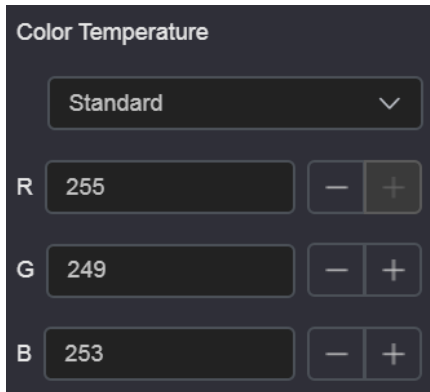 Color Temperature
Standard
R 255 − +
G 249 − +
B 253 − +